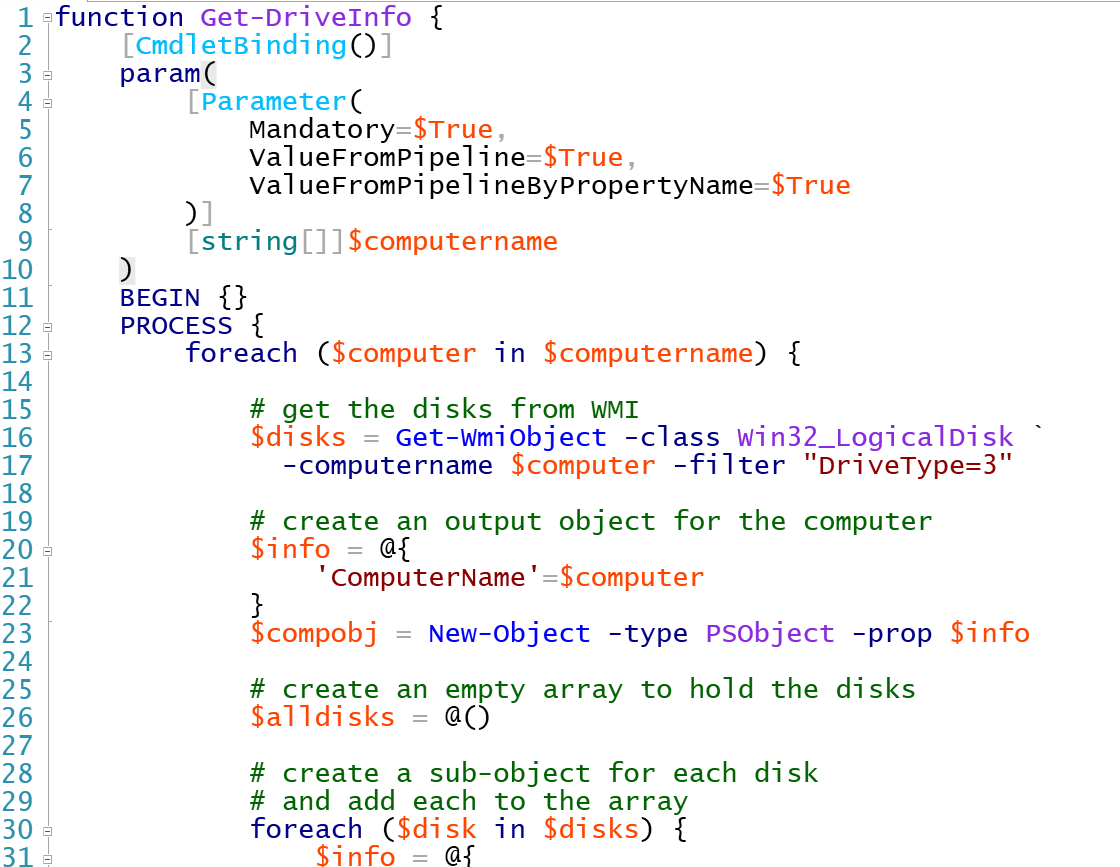 1 function Get-DriveInfo {
2     [CmdletBinding()]
3     param(
4         [Parameter(
5             Mandatory=$True,
6             ValueFromPipeline=$True,
7             ValueFromPipelineByPropertyName=$True
8         )]
9         [string[]]$computername
10     )
11     BEGIN {}
12     PROCESS {
13         foreach ($computer in $computername) {
14
15             # get the disks from WMI
16             $disks = Get-WmiObject -class Win32_LogicalDisk `
17               -computername $computer -filter "DriveType=3"
18
19             # create an output object for the computer
20             $info = @{
21                 'ComputerName'=$computer
22             }
23             $compobj = New-Object -type PSObject -prop $info
24
25             # create an empty array to hold the disks
26             $alldisks = @()
27
28             # create a sub-object for each disk
29             # and add each to the array
30             foreach ($disk in $disks) {
31                 $info = @{